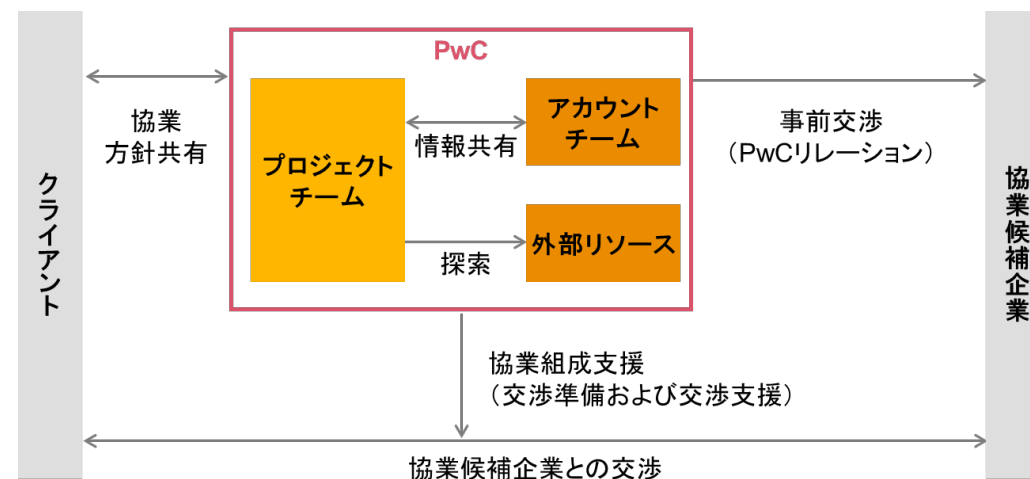 PwC
協業
方針共有
プロジェクト
チーム
情報共有
アカウント
チーム
事前交渉
（PwCリレーション）
探索
外部リソース
クライアント
協業候補企業
協業組成支援
（交渉準備および交渉支援）
協業候補企業との交渉